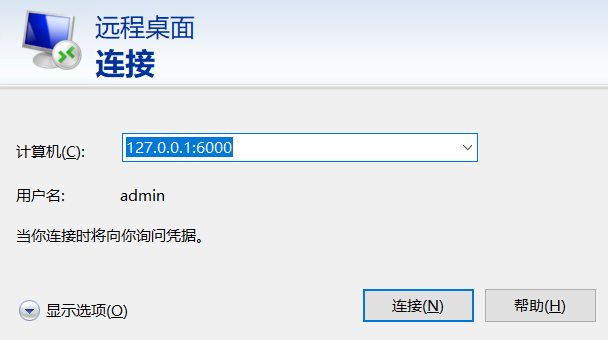 远程桌面
连接
计算机(C): 127.0.0.1:6000
用户名: admin
当你连接时将向你询问凭据。
显示选项(O) 连接(N) 帮助(H)